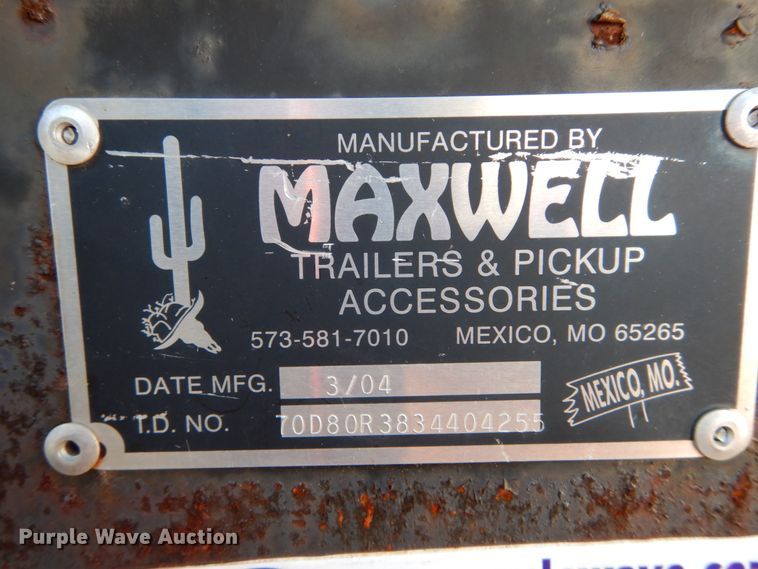 MANUFACTURED BY
MAXWELL
TRAILERS & PICKUP
ACCESSORIES
573-581-7010 MEXICO, MO 65265
DATE MFG. 3/04
I.D. NO. 70D80R3834404255
MEXICO, MO.
Purple Wave Auction